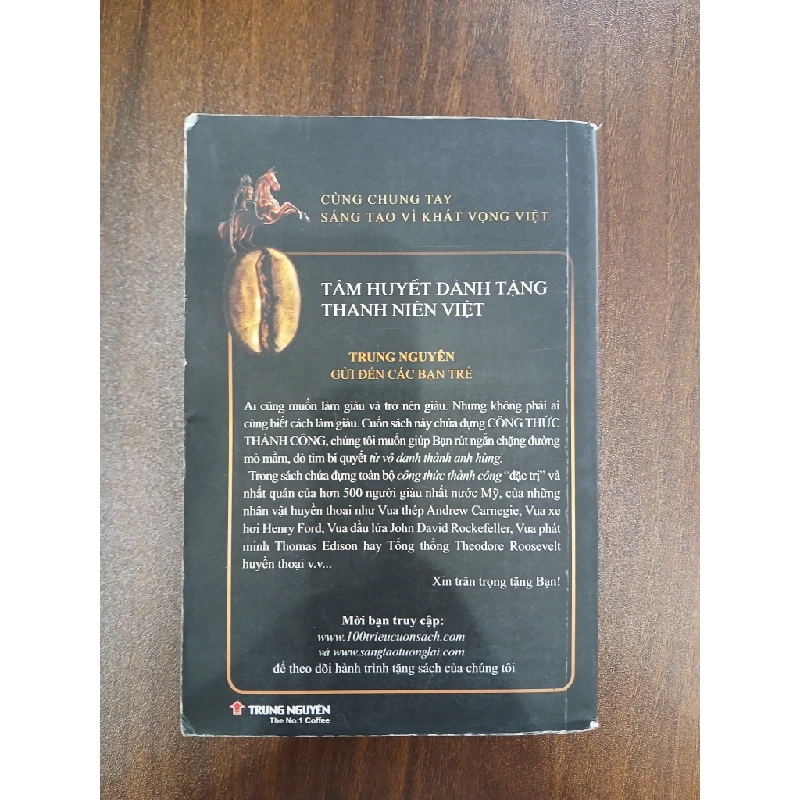 CÙNG CHUNG TAY
SÁNG TẠO VÌ KHÁT VỌNG VIỆT
TÂM HUYẾT DÀNH TẶNG
THANH NIÊN VIỆT
TRUNG NGUYÊN
GỬI ĐẾN CÁC BẠN TRẺ
Ai cũng muốn làm giàu và trở nên giàu. Nhưng không phải ai
cũng biết cách làm giàu. Cuốn sách này chứa đựng CÔNG THỨC
THÀNH CÔNG, chúng tôi muốn giúp Bạn rút ngắn chặng đường
mò mẫm, dò tìm bí quyết từ vô danh thành anh hùng.
Trong sách chứa đựng toàn bộ công thức thành công "đặc trị" và
nhất quán của hơn 500 người giàu nhất nước Mỹ, của những
nhân vật huyền thoại như Vua thép Andrew Carnegie, Vua xe
hơi Henry Ford, Vua dầu lửa John David Rockefeller, Vua phát
minh Thomas Edison hay Tổng thống Theodore Roosevelt
huyền thoại v.v...
Xin trân trọng tặng Bạn!
Mời bạn truy cập:
www.100trieucuonsach.com
và www.sangtaotuonglai.com
để theo dõi hành trình tặng sách của chúng tôi
TRUNG NGUYÊN
The No.1 Coffee